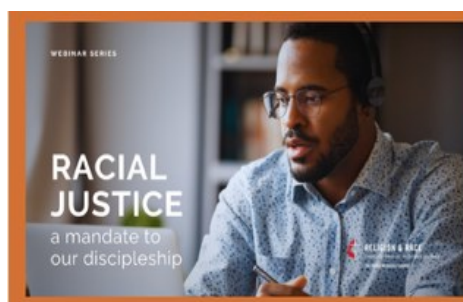 WEBINAR SERIES
RACIAL
JUSTICE
a mandate to
our discipleship
RELIGION & RACE